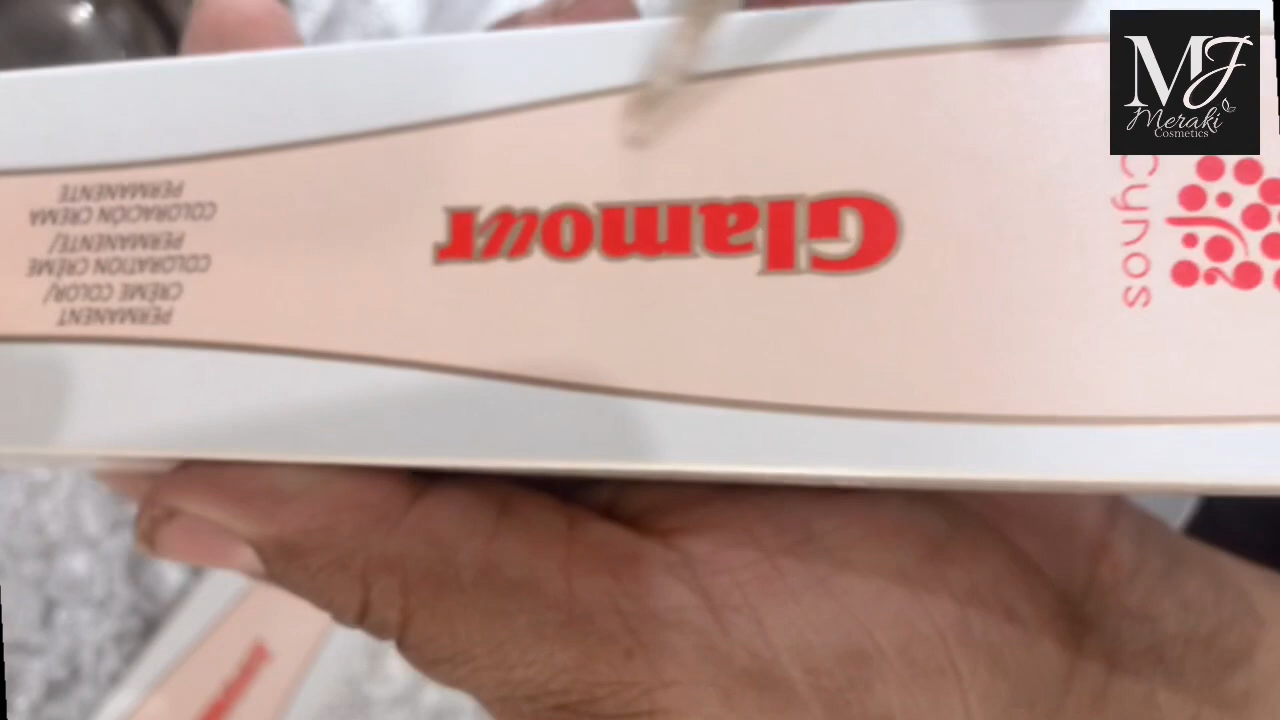 MJ
Meraki
Cosmetics
Cynos
Glamour
PERMANENT
CRÈME COLOR/
COLORATION CRÈME
PERMANENTE/
COLORACIÓN CREMA
PERMANENTE